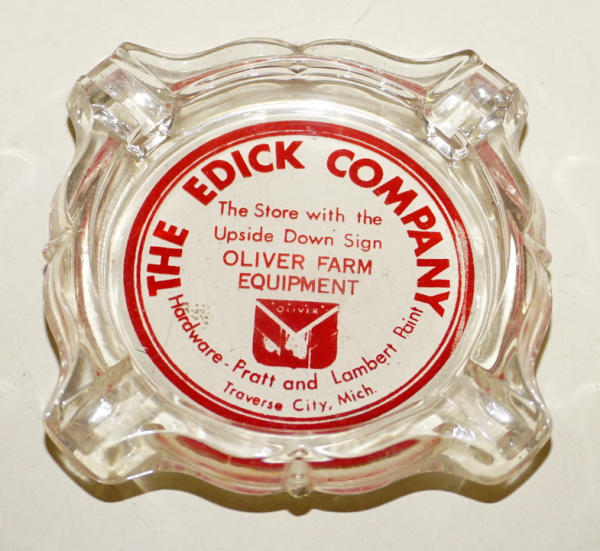 THE EDICK COMPANY
The Store with the
Upside Down Sign
OLIVER FARM
EQUIPMENT
OLIVER
Hardware - Pratt and Lambert Paint
Traverse City, Mich.